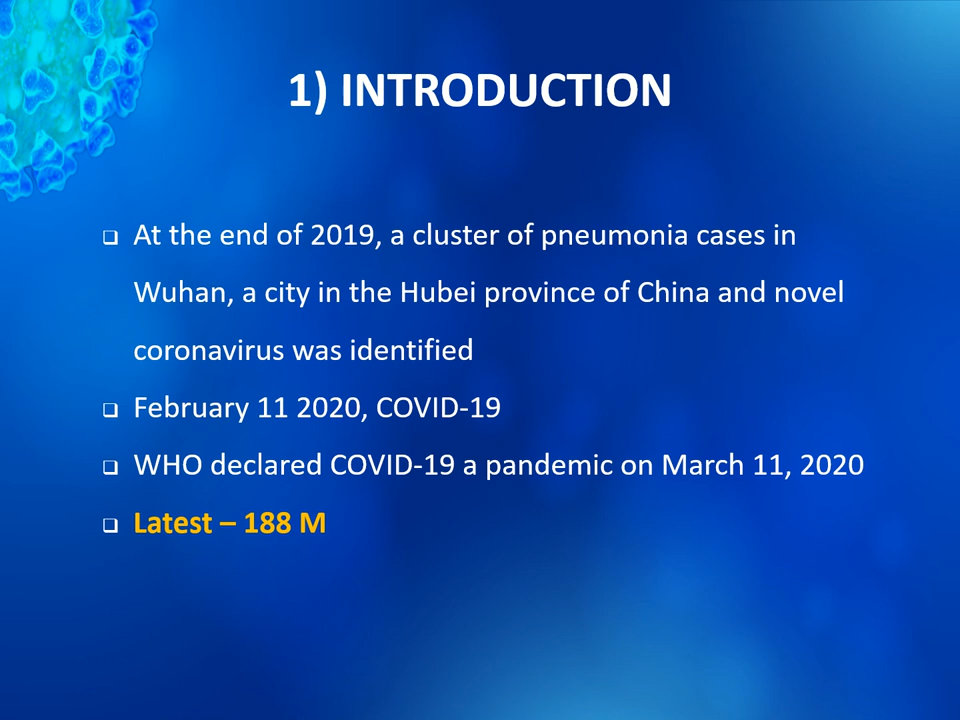 1) INTRODUCTION
❑ At the end of 2019, a cluster of pneumonia cases in
Wuhan, a city in the Hubei province of China and novel
coronavirus was identified
❑ February 11 2020, COVID-19
❑ WHO declared COVID-19 a pandemic on March 11, 2020
❑ Latest – 188 M